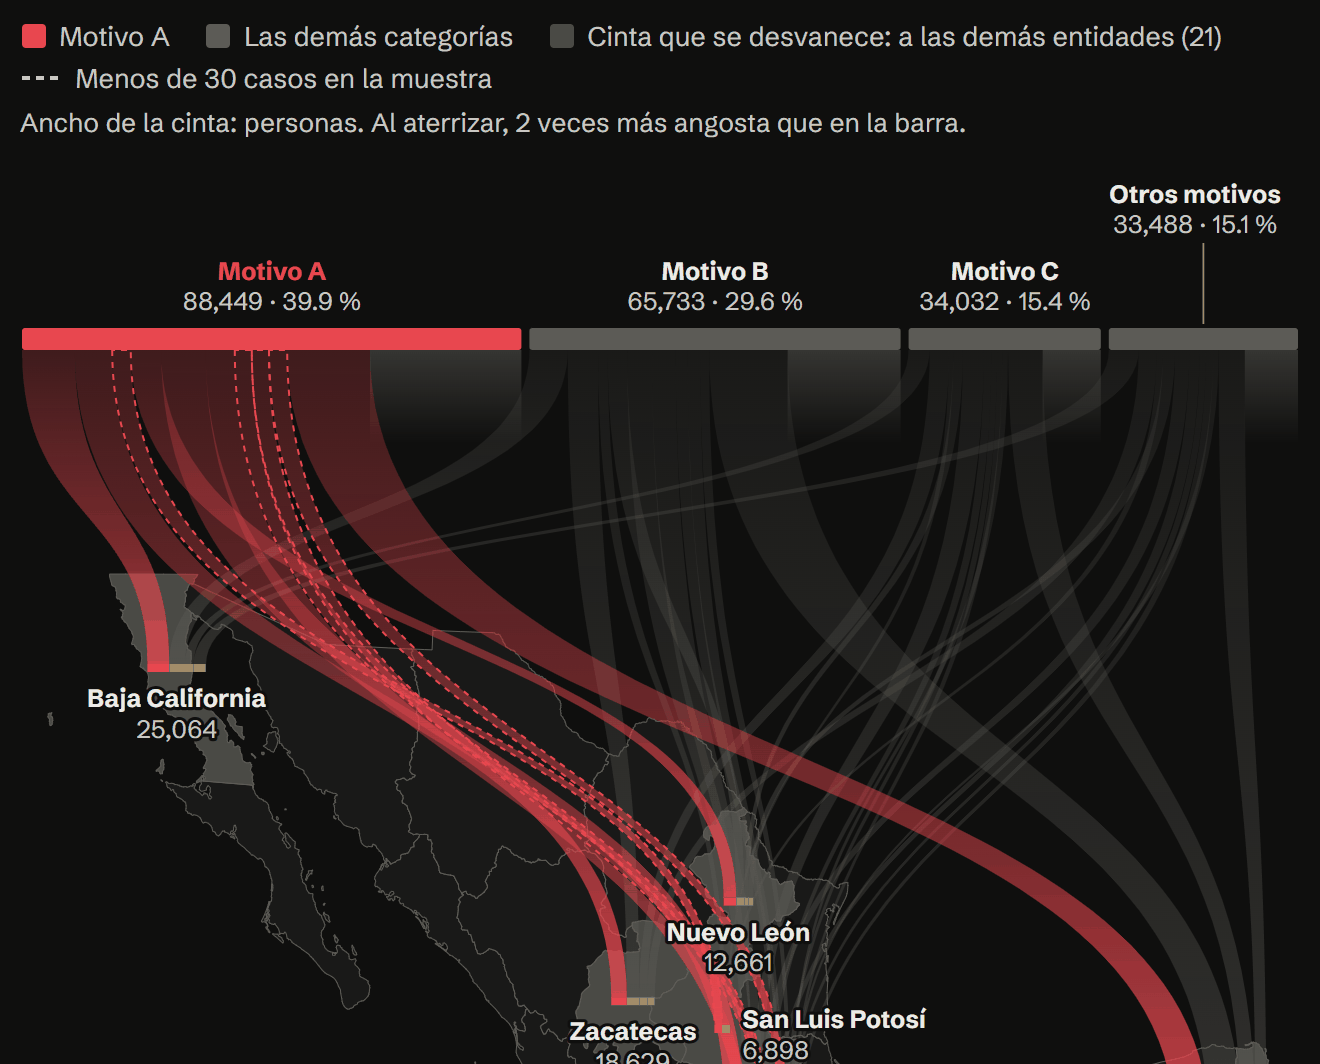 Motivo A
Las demás categorías
Cinta que se desvanece: a las demás entidades (21)
Menos de 30 casos en la muestra
Ancho de la cinta: personas. Al aterrizar, 2 veces más angosta que en la barra.
Otros motivos
33,488 · 15.1 %
Motivo A
88,449 · 39.9 %
Motivo B
65,733 · 29.6 %
Motivo C
34,032 · 15.4 %
Baja California
25,064
Nuevo León
12,661
San Luis Potosí
6,898
Zacatecas
18,629